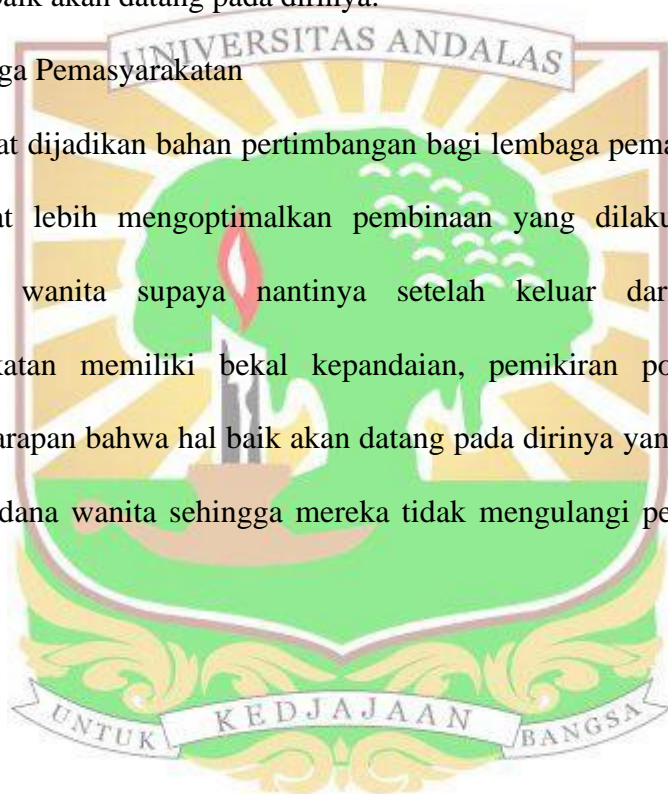 baik akan datang pada dirinya.
UNIVERSITAS ANDALAS
ga Pemasyarakatan
at dijadikan bahan pertimbangan bagi lembaga pema
at lebih mengoptimalkan pembinaan yang dilaku
wanita supaya nantinya setelah keluar dar
katan memiliki bekal kepandaian, pemikiran po
arapan bahwa hal baik akan datang pada dirinya yan
dana wanita sehingga mereka tidak mengulangi pe
UNTUK KEDJAJAAN BANGSA